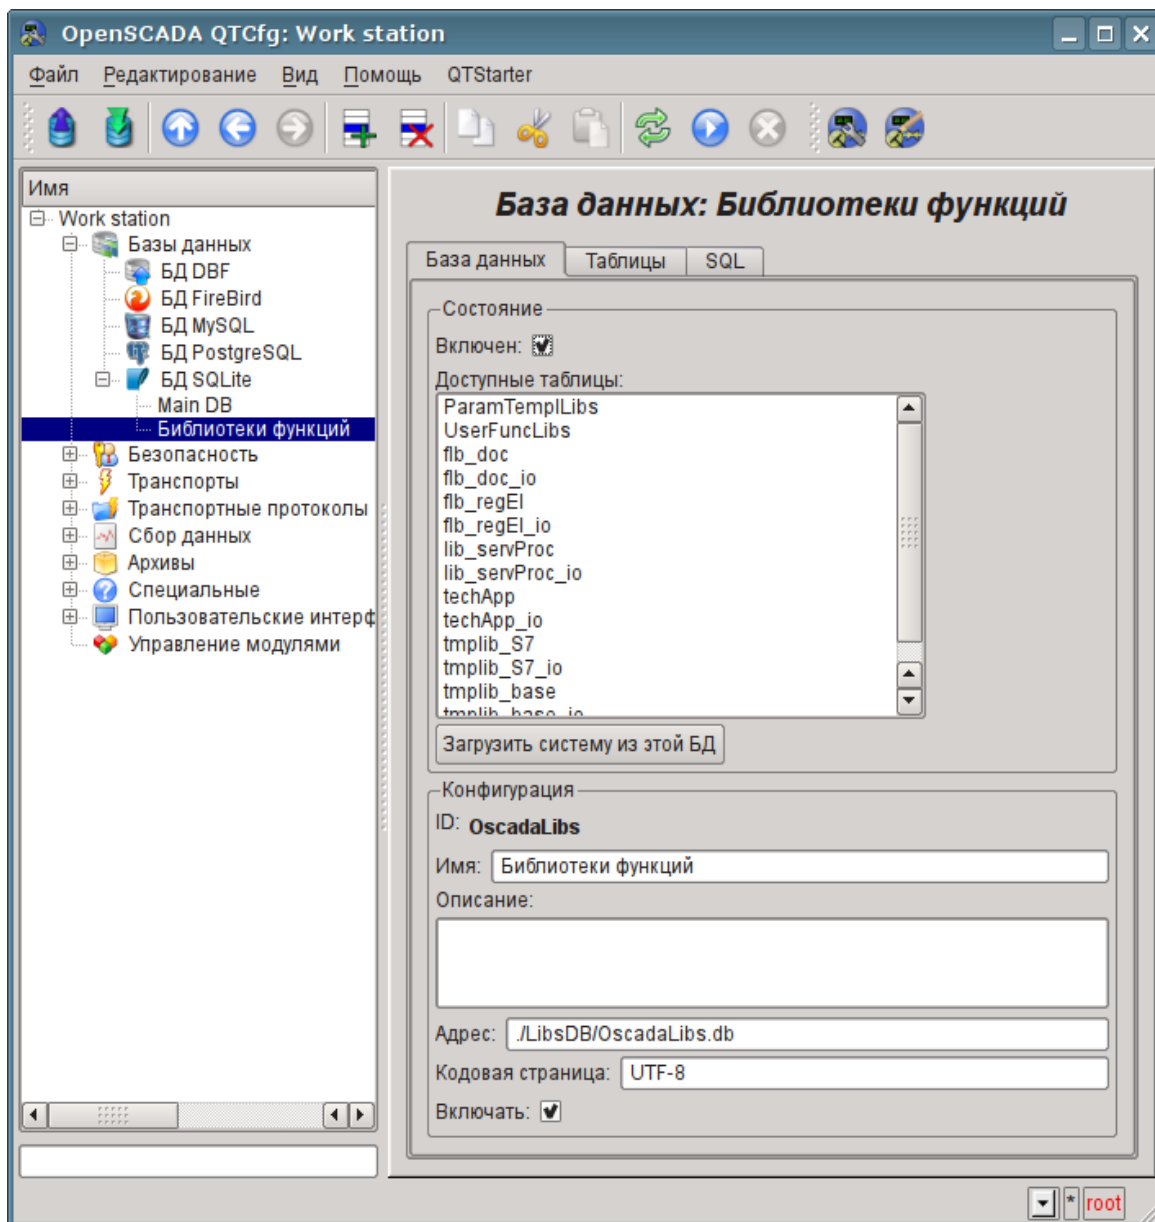 OpenSCADA QTCfg: Work station
Файл Редактирование Вид Помощь QTStarter
Имя
Work station
Базы данных
БД DBF
БД FireBird
БД MySQL
БД PostgreSQL
БД SQLite
Main DB
Библиотеки функций
Безопасность
Транспорты
Транспортные протоколы
Сбор данных
Архивы
Специальные
Пользовательские интерф
Управление модулями
База данных: Библиотеки функций
База данных Таблицы SQL
Состояние
Включен:
Доступные таблицы:
ParamTemplLibs
UserFuncLibs
flb_doc
flb_doc_io
flb_regEl
flb_regEl_io
lib_servProc
lib_servProc_io
techApp
techApp_io
tmplib_S7
tmplib_S7_io
tmplib_base
tmplib_base_io
Загрузить систему из этой БД
Конфигурация
ID: OscadaLibs
Имя: Библиотеки функций
Описание:
Адрес: ./LibsDB/OscadaLibs.db
Кодовая страница: UTF-8
Включать:
* root